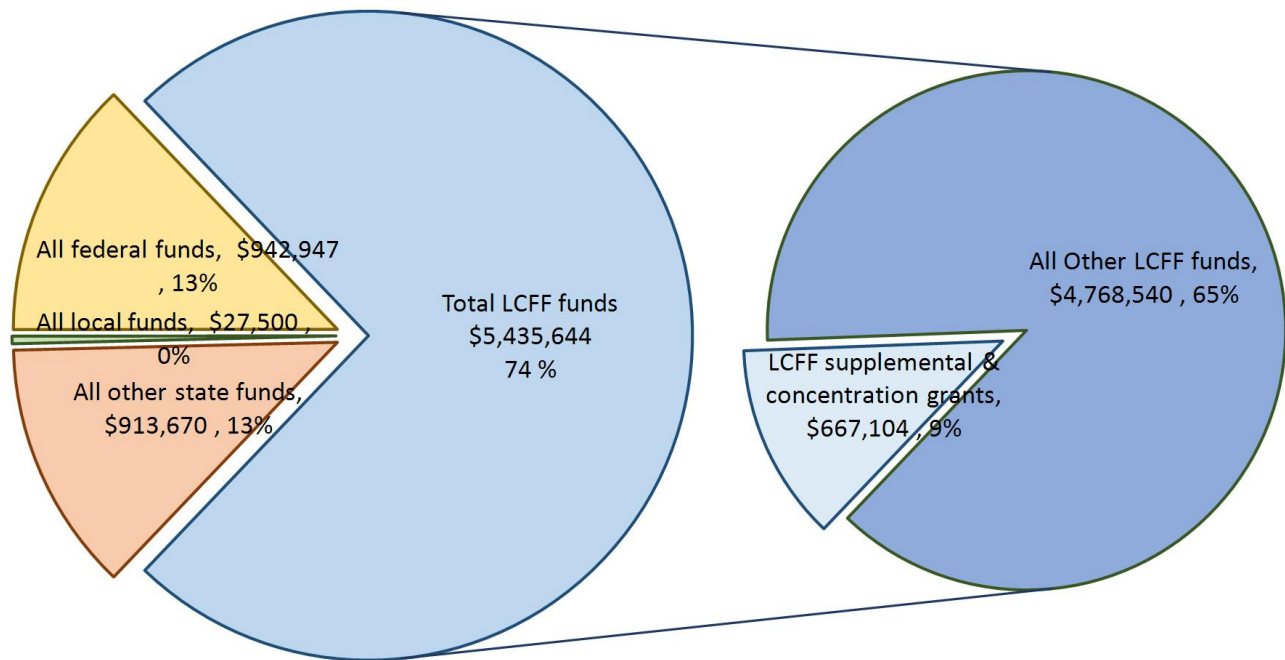 All federal funds,  $942,947
, 13%
All local funds,  $27,500 ,
0%
All other state funds,
$913,670 , 13%
Total LCFF funds
$5,435,644
74 %
All Other LCFF funds,
$4,768,540 , 65%
LCFF supplemental &
concentration grants,
$667,104 , 9%